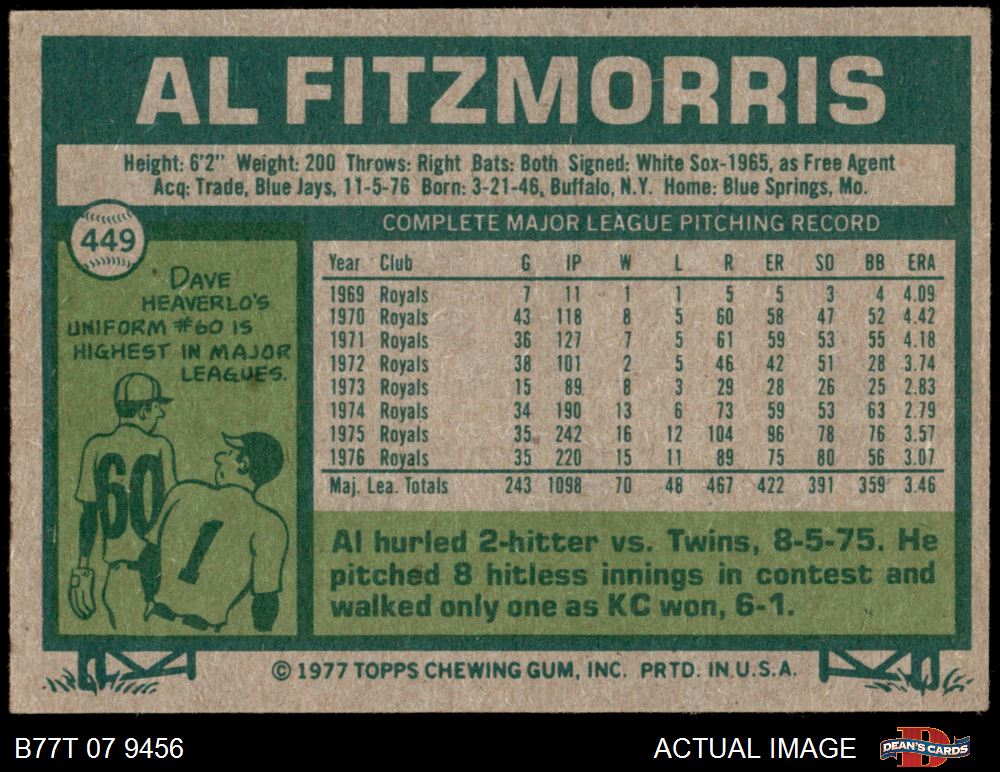 AL FITZMORRIS
Height: 6'2" Weight: 200 Throws: Right Bats: Both Signed: White Sox-1965, as Free Agent
Acq: Trade, Blue Jays, 11-5-76 Born: 3-21-46, Buffalo, N.Y. Home: Blue Springs, Mo.
449
DAVE
HEAVERLO'S
UNIFORM #60 IS
HIGHEST IN MAJOR
LEAGUES.
60
1
COMPLETE MAJOR LEAGUE PITCHING RECORD
Year Club G IP W L R ER SO BB ERA
1969 Royals 7 11 1 1 5 5 3 4 4.09
1970 Royals 43 118 8 5 60 58 47 52 4.42
1971 Royals 36 127 7 5 61 59 53 55 4.18
1972 Royals 38 101 2 5 46 42 51 28 3.74
1973 Royals 15 89 8 3 29 28 26 25 2.83
1974 Royals 34 190 13 6 73 59 53 63 2.79
1975 Royals 35 242 16 12 104 96 78 76 3.57
1976 Royals 35 220 15 11 89 75 80 56 3.07
Maj. Lea. Totals 243 1098 70 48 467 422 391 359 3.46
Al hurled 2-hitter vs. Twins, 8-5-75. He
pitched 8 hitless innings in contest and
walked only one as KC won, 6-1.
© 1977 TOPPS CHEWING GUM, INC. PRTD. IN U.S.A.
B77T 07 9456
ACTUAL IMAGE
DEAN'S CARDS